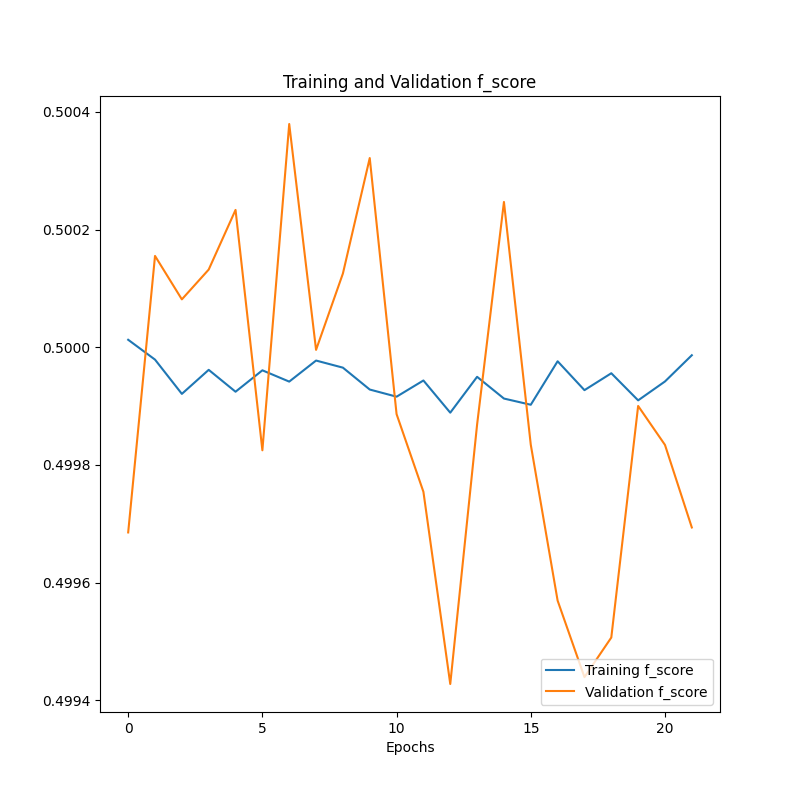 Training and Validation f_score
0.5004
0.5002
0.5000
0.4998
0.4996
0.4994
Training f_score
Validation f_score
0 5 10 15 20
Epochs